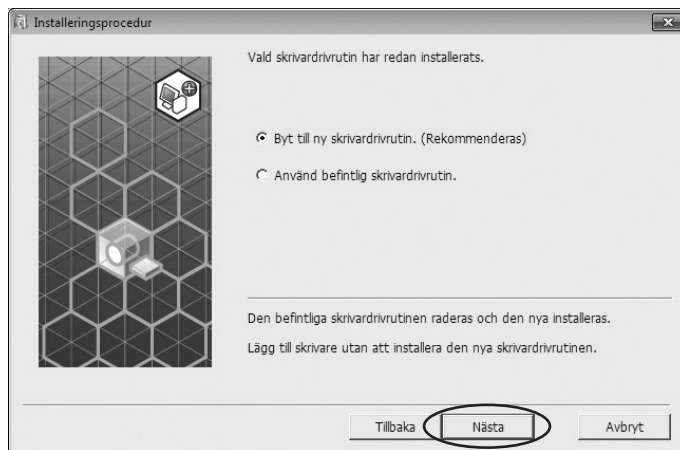 Installeringsprocedur
Vald skrivardrivrutin har redan installerats.
Byt till ny skrivardrivrutin. (Rekommenderas)
Använd befintlig skrivardrivrutin.
Den befintliga skrivardrivrutinen raderas och den nya installeras.
Lägg till skrivare utan att installera den nya skrivardrivrutinen.
Tillbaka
Nästa
Avbryt